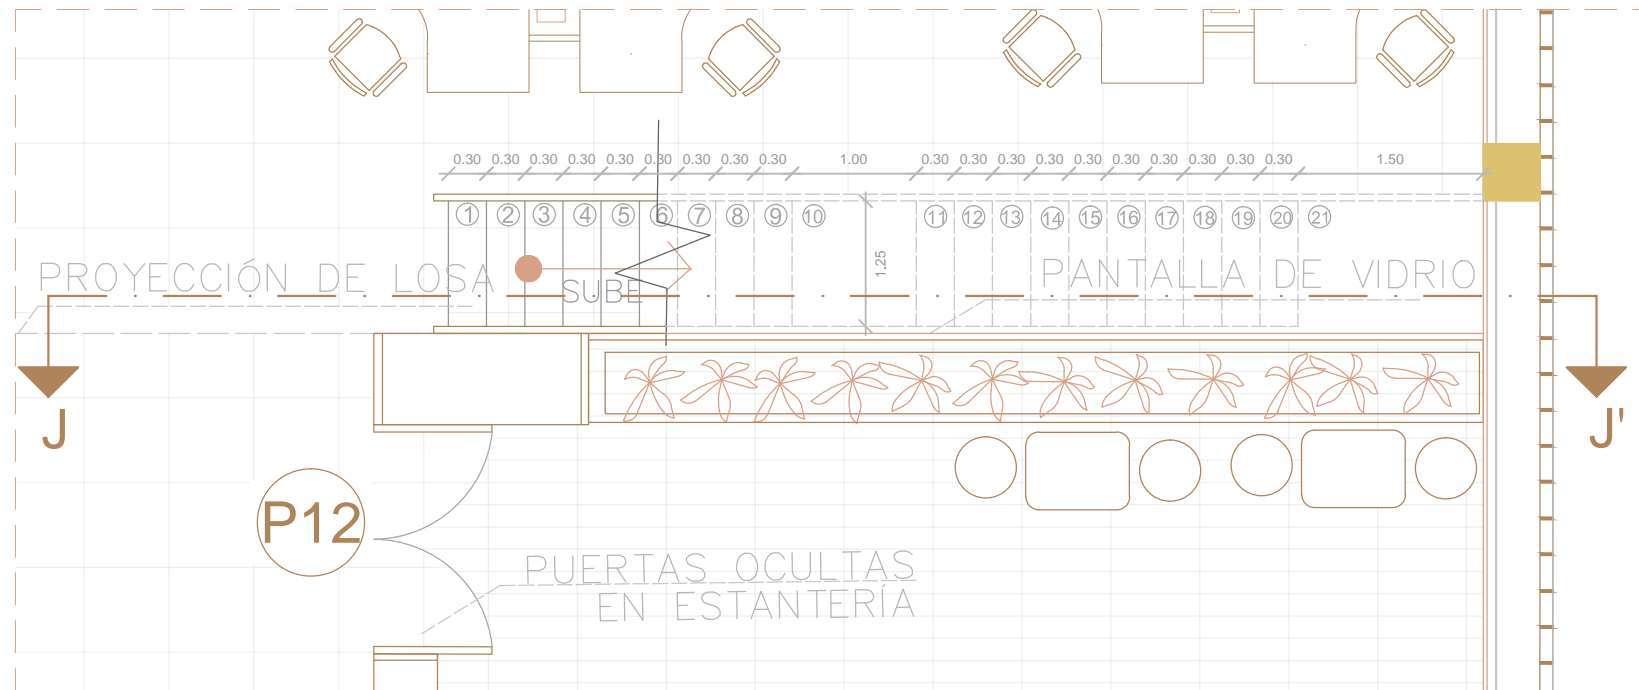 0.30 0.30 0.30 0.30 0.30 0.30 0.30 0.30 0.30 1.00 0.30 0.30 0.30 0.30 0.30 0.30 0.30 0.30 0.30 0.30 1.50
1 2 3 4 5 6 7 8 9 10 11 12 13 14 15 16 17 18 19 20 21
1.25
PROYECCIÓN DE LOSA
SUBE
PANTALLA DE VIDRIO
J
J'
P12
PUERTAS OCULTAS
EN ESTANTERÍA